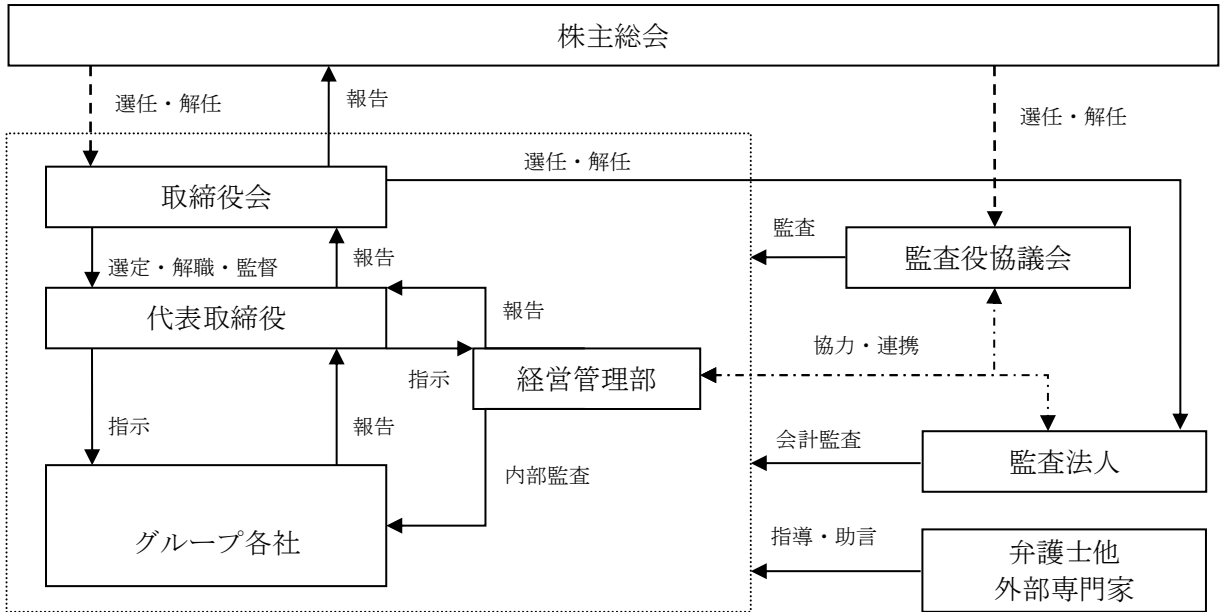 株主総会
選任・解任
報告
選任・解任
選任・解任
取締役会
監査
監査役協議会
選定・解職・監督
報告
代表取締役
報告
協力・連携
指示
経営管理部
指示
報告
会計監査
監査法人
内部監査
グループ各社
指導・助言
弁護士他
外部専門家